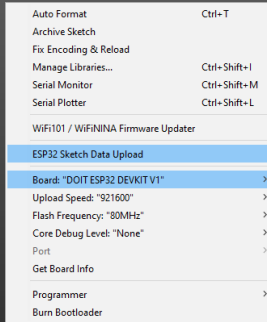 Auto Format Ctrl+T
Archive Sketch
Fix Encoding & Reload
Manage Libraries... Ctrl+Shift+I
Serial Monitor Ctrl+Shift+M
Serial Plotter Ctrl+Shift+L
WiFi101 / WiFiNINA Firmware Updater
ESP32 Sketch Data Upload
Board: "DOIT ESP32 DEVKIT V1"
Upload Speed: "921600"
Flash Frequency: "80MHz"
Core Debug Level: "None"
Port
Get Board Info
Programmer
Burn Bootloader